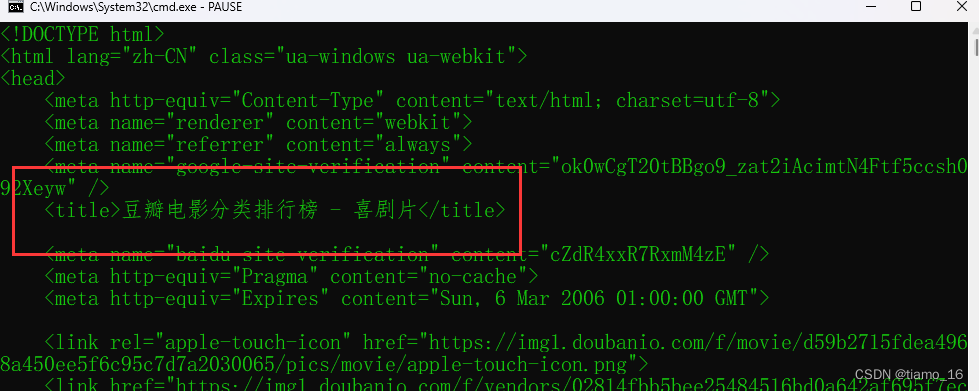 C:\Windows\System32\cmd.exe - PAUSE
<!DOCTYPE html>
<html lang="zh-CN" class="ua-windows ua-webkit">
<head>
    <meta http-equiv="Content-Type" content="text/html; charset=utf-8">
    <meta name="renderer" content="webkit">
    <meta name="referrer" content="always">
    <meta name="google-site-verification" content="ok0wCgT20tBBgo9_zat2iAcimtN4Ftf5ccsh0
92Xeyw" />
    <title>豆瓣电影分类排行榜 - 喜剧片</title>
    <meta name="baidu-site-verification" content="cZdR4xxR7RxmM4zE" />
    <meta http-equiv="Pragma" content="no-cache">
    <meta http-equiv="Expires" content="Sun, 6 Mar 2006 01:00:00 GMT">
    <link rel="apple-touch-icon" href="https://img1.doubanio.com/f/movie/d59b2715fdea496
8a450ee5f6c95c7d7a2030065/pics/movie/apple-touch-icon.png">
    <link href="https://img1.doubanio.com/f/vendors/02814fbb5bee25484516bd0a642af695f7ec
CSDN @tiamo_16